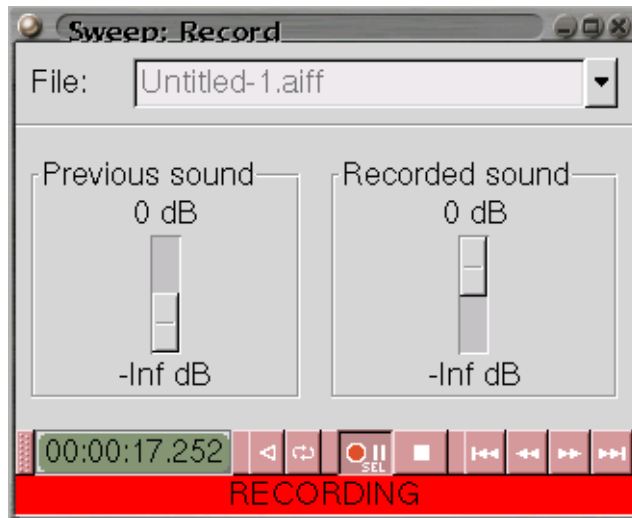 Sweep: Record
File: Untitled-1.aiff
Previous sound
0 dB
-Inf dB
Recorded sound
0 dB
-Inf dB
00:00:17.252
SEL
RECORDING